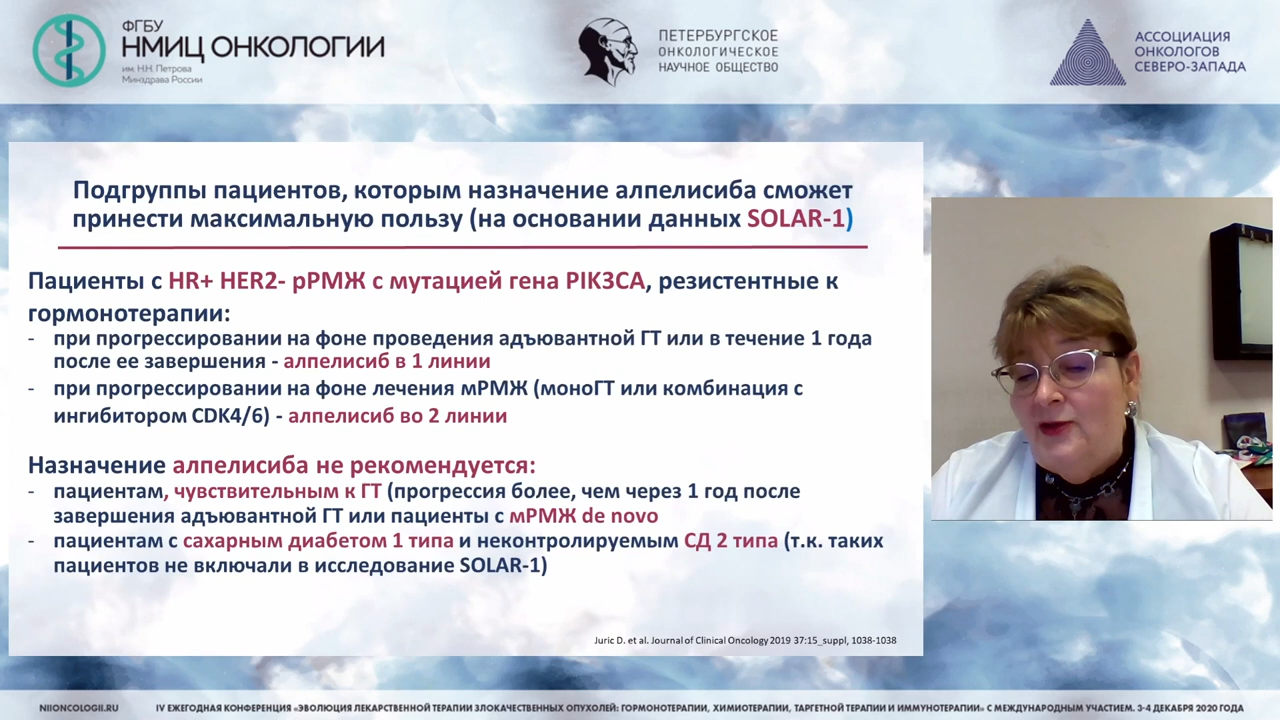 ФГБУ
НМИЦ ОНКОЛОГИИ
им. Н.Н. Петрова
Минздрава России
ПЕТЕРБУРГСКОЕ
ОНКОЛОГИЧЕСКОЕ
НАУЧНОЕ ОБЩЕСТВО
АССОЦИАЦИЯ
ОНКОЛОГОВ
СЕВЕРО-ЗАПАДА
Подгруппы пациентов, которым назначение алпелисиба сможет
принести максимальную пользу (на основании данных SOLAR-1)
Пациенты с HR+ HER2- рРМЖ с мутацией гена PIK3CA, резистентные к
гормонотерапии:
- при прогрессировании на фоне проведения адъювантной ГТ или в течение 1 года
после ее завершения - алпелисиб в 1 линии
- при прогрессировании на фоне лечения мРМЖ (моноГТ или комбинация с
ингибитором CDK4/6) - алпелисиб во 2 линии
Назначение алпелисиба не рекомендуется:
- пациентам, чувствительным к ГТ (прогрессия более, чем через 1 год после
завершения адъювантной ГТ или пациенты с мРМЖ de novo
- пациентам с сахарным диабетом 1 типа и неконтролируемым СД 2 типа (т.к. таких
пациентов не включали в исследование SOLAR-1)
Juric D. et al. Journal of Clinical Oncology 2019 37:15_suppl, 1038-1038
NIIONCOLOGII.RU
IV ЕЖЕГОДНАЯ КОНФЕРЕНЦИЯ «ЭВОЛЮЦИЯ ЛЕКАРСТВЕННОЙ ТЕРАПИИ ЗЛОКАЧЕСТВЕННЫХ ОПУХОЛЕЙ: ГОРМОНОТЕРАПИИ, ХИМИОТЕРАПИИ, ТАРГЕТНОЙ ТЕРАПИИ И ИММУНОТЕРАПИИ» С МЕЖДУНАРОДНЫМ УЧАСТИЕМ. 3-4 ДЕКАБРЯ 2020 ГОДА